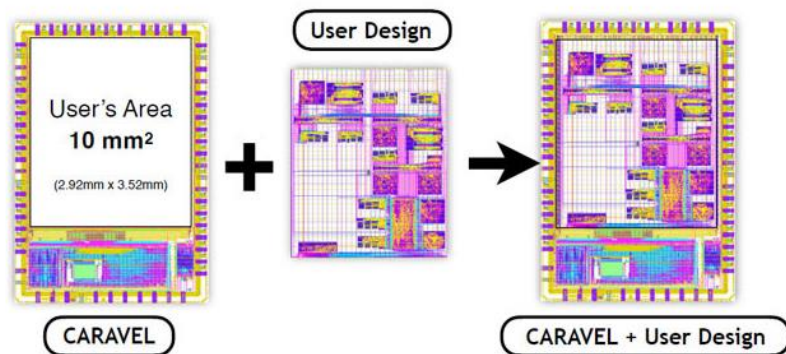 User Design
User's Area
10 mm²
(2.92mm x 3.52mm)
CARAVEL
CARAVEL + User Design